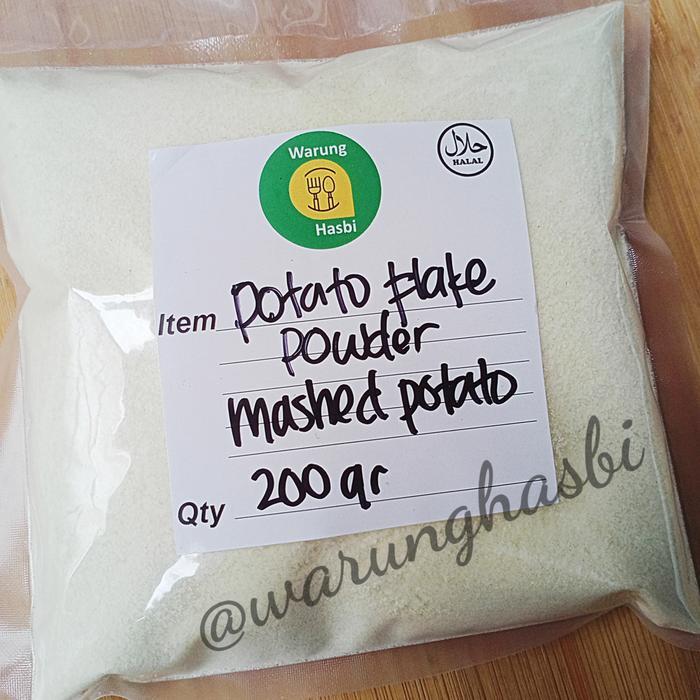 Warung
Hasbi
حلال
HALAL
Item potato flake
powder
mashed potato
Qty 200 gr
@warunghasbi